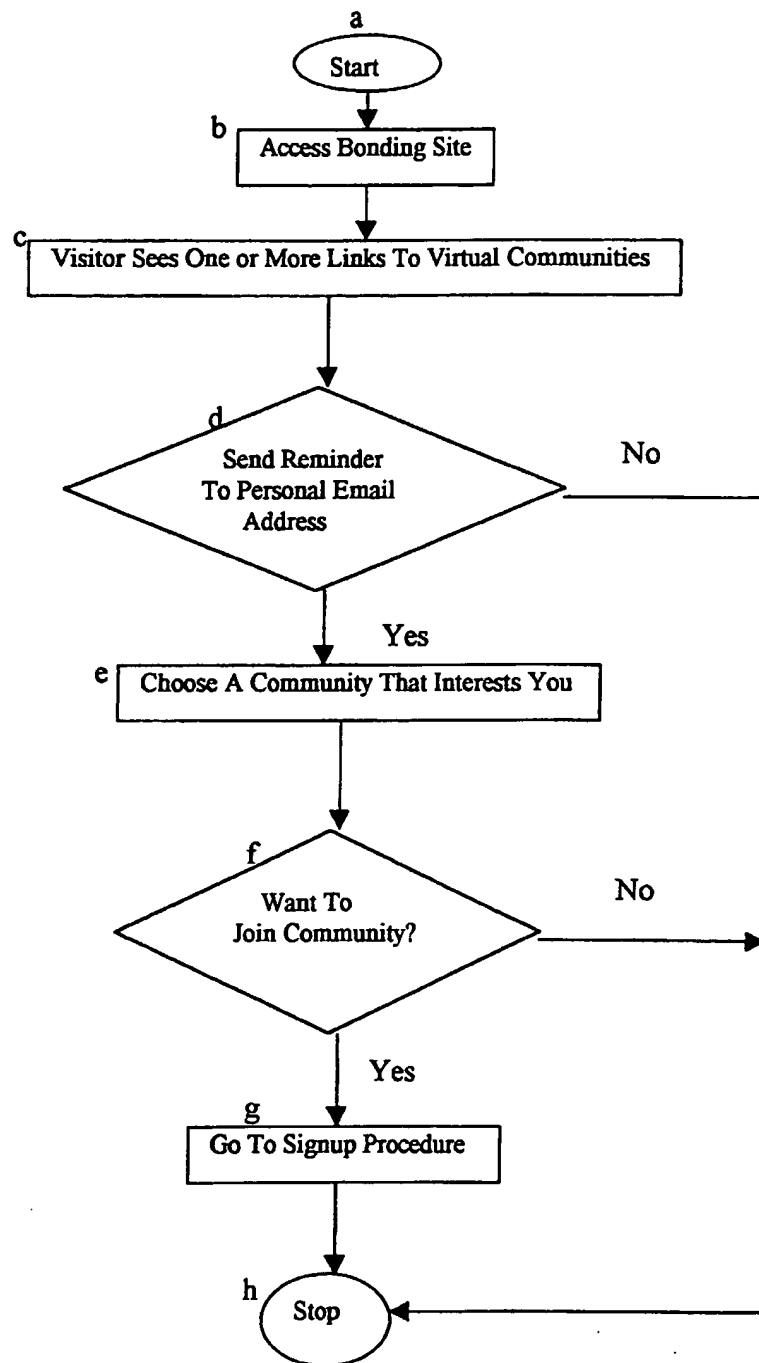 a
Start
b
Access Bonding Site
c
Visitor Sees One or More Links To Virtual Communities
d
Send Reminder
To Personal Email
Address
No
Yes
e
Choose A Community That Interests You
f
Want To
Join Community?
No
Yes
g
Go To Signup Procedure
h
Stop